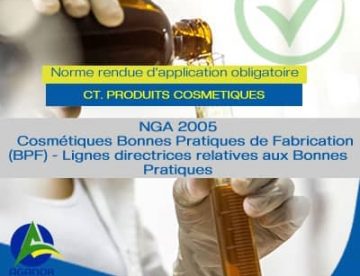 Norme rendue d'application obligatoire
CT. PRODUITS COSMETIQUES
NGA 2005
Cosmétiques Bonnes Pratiques de Fabrication
(BPF) - Lignes directrices relatives aux Bonnes
Pratiques
AGANOR